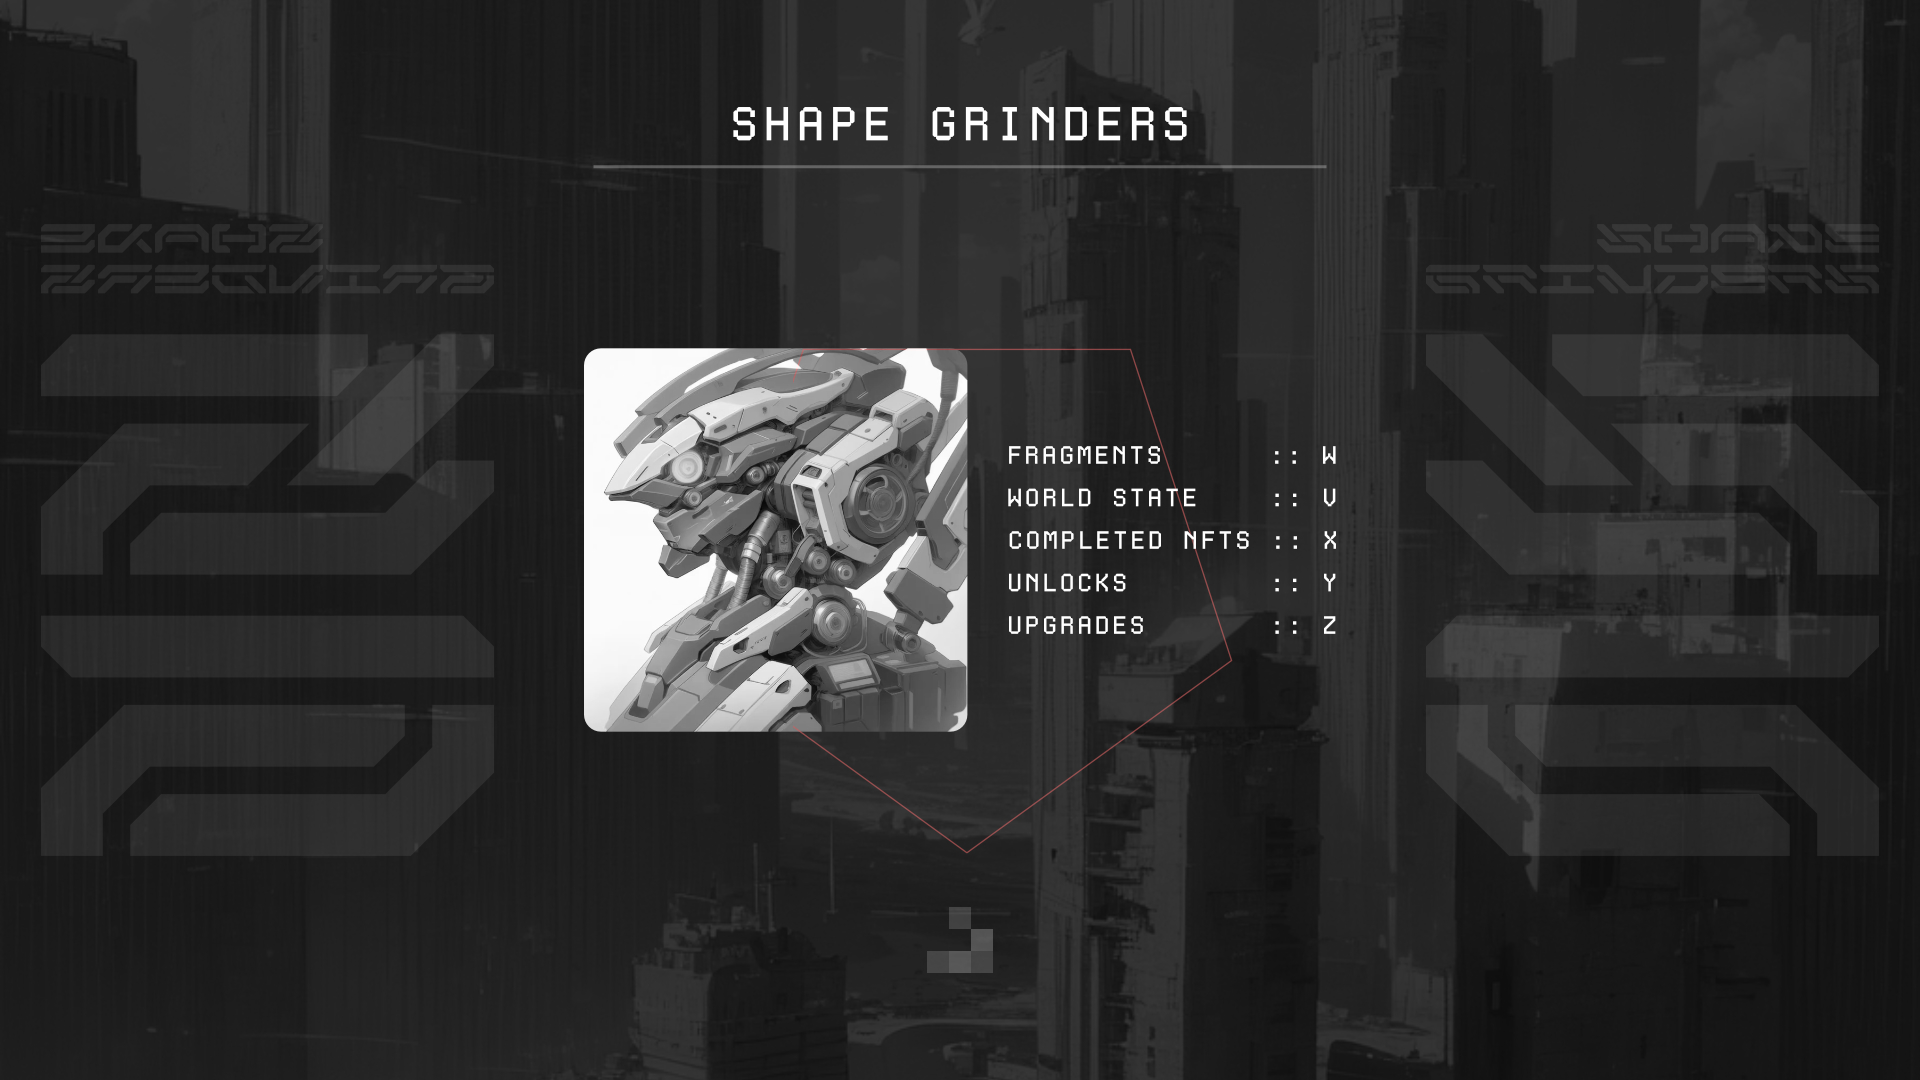 SHAPE GRINDERS
SHAPE
GRINDERS
FRAGMENTS :: W
WORLD STATE :: V
COMPLETED NFTS :: X
UNLOCKS :: Y
UPGRADES :: Z